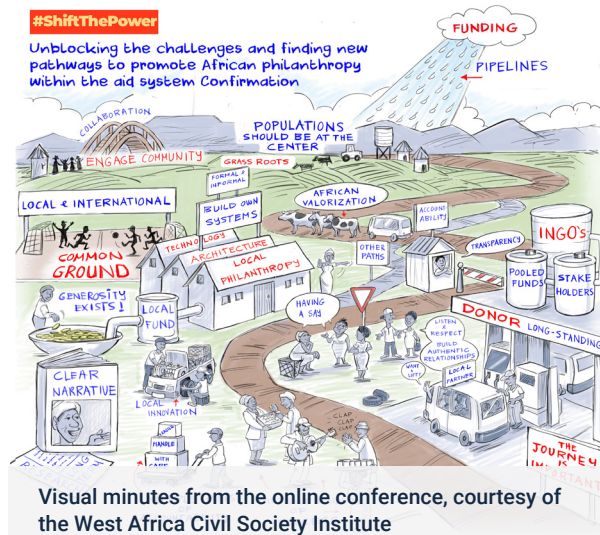 #ShiftThePower
Unblocking the challenges and finding new
pathways to promote African philanthropy
within the aid system Confirmation
FUNDING
PIPELINES
COLLABORATION
POPULATIONS
SHOULD BE AT THE
CENTER
ENGAGE COMMUNITY
GRASS ROOTS
FORMAL &
INFORMAL
LOCAL & INTERNATIONAL
BUILD OWN
SYSTEMS
AFRICAN
VALORIZATION
ACCOUNT
ABILITY
INGO's
TECHNOLOGY
ARCHITECTURE
LOCAL
PHILANTHROPY
COMMON
GROUND
OTHER
PATHS
TRANSPARENCY
POOLED
FUNDS
STAKE
HOLDERS
GENEROSITY
EXISTS!
LOCAL
FUND
HAVING
A SAY
DONOR LONG-STANDING
LISTEN &
RESPECT
BUILD
AUTHENTIC
RELATIONSHIPS
LOCAL
PARTNER
CLEAR
NARRATIVE
LOCAL
INNOVATION
CLAP
CLAP
CLAP
HANDLE
WITH
THE
JOURNEY
IS
Visual minutes from the online conference, courtesy of
the West Africa Civil Society Institute